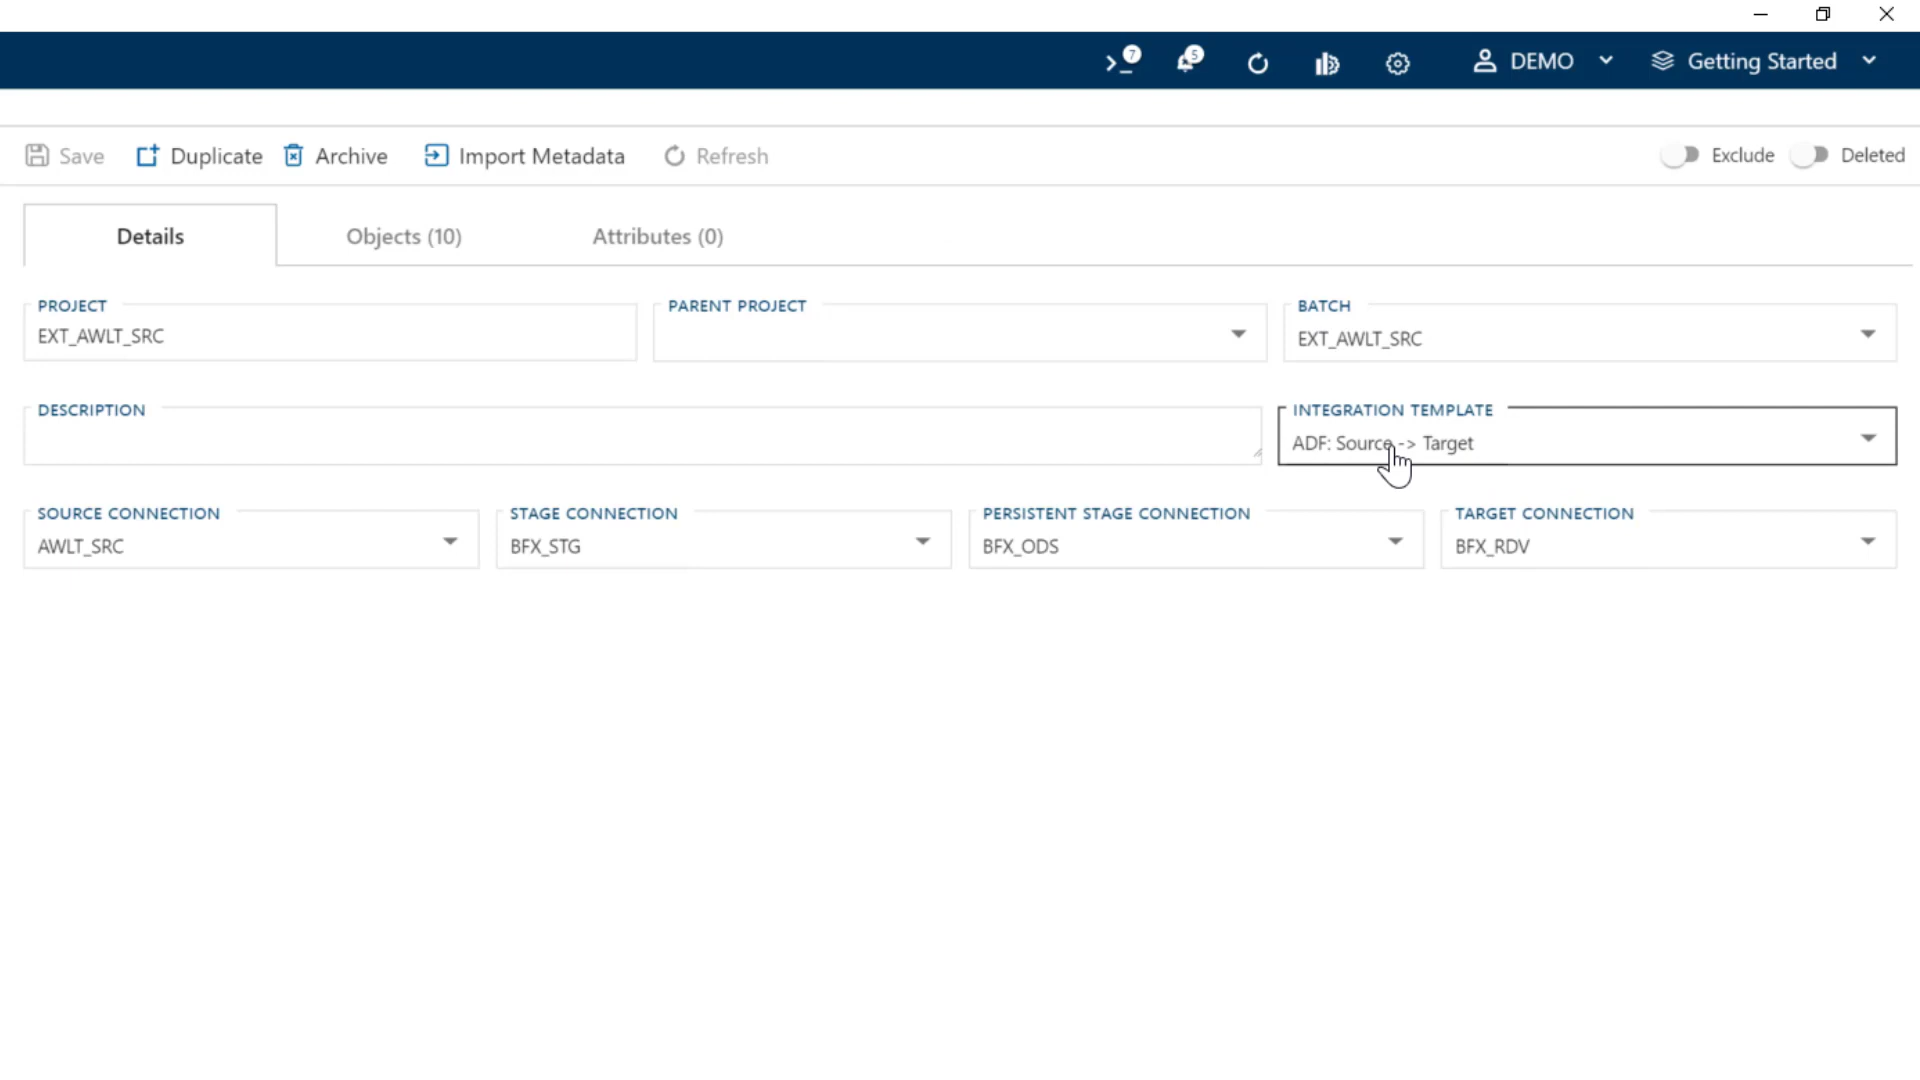 7 5 DEMO Getting Started
Save Duplicate Archive Import Metadata Refresh Exclude Deleted
Details Objects (10) Attributes (0)
PROJECT PARENT PROJECT BATCH
EXT_AWLT_SRC EXT_AWLT_SRC
DESCRIPTION INTEGRATION TEMPLATE
ADF: Source -> Target
SOURCE CONNECTION STAGE CONNECTION PERSISTENT STAGE CONNECTION TARGET CONNECTION
AWLT_SRC BFX_STG BFX_ODS BFX_RDV